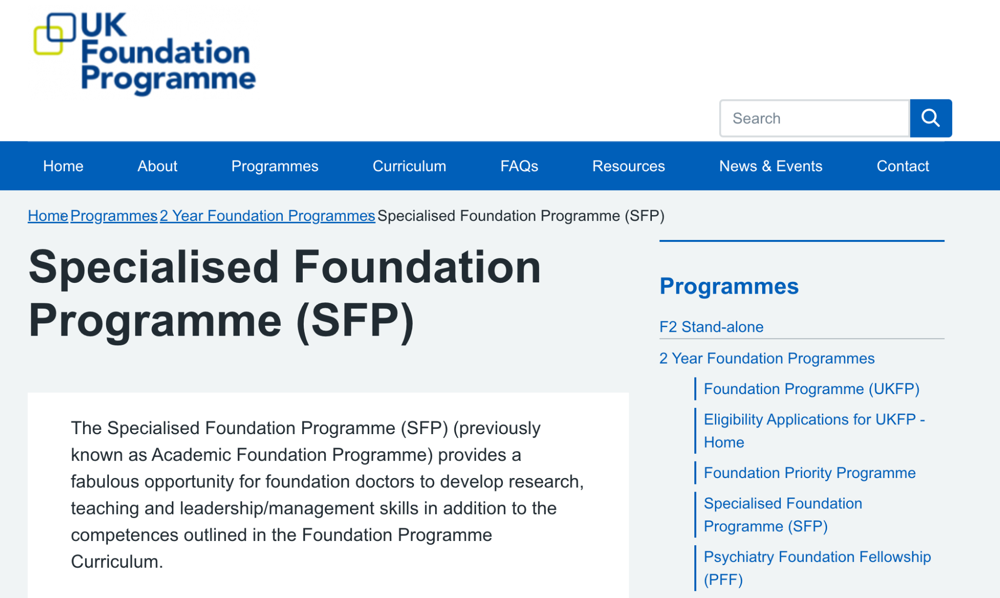 UK
Foundation
Programme
Search
Home About Programmes Curriculum FAQs Resources News & Events Contact
Home Programmes 2 Year Foundation Programmes Specialised Foundation Programme (SFP)
Specialised Foundation
Programme (SFP)
The Specialised Foundation Programme (SFP) (previously
known as Academic Foundation Programme) provides a
fabulous opportunity for foundation doctors to develop research,
teaching and leadership/management skills in addition to the
competences outlined in the Foundation Programme
Curriculum.
Programmes
F2 Stand-alone
2 Year Foundation Programmes
Foundation Programme (UKFP)
Eligibility Applications for UKFP -
Home
Foundation Priority Programme
Specialised Foundation
Programme (SFP)
Psychiatry Foundation Fellowship
(PFF)